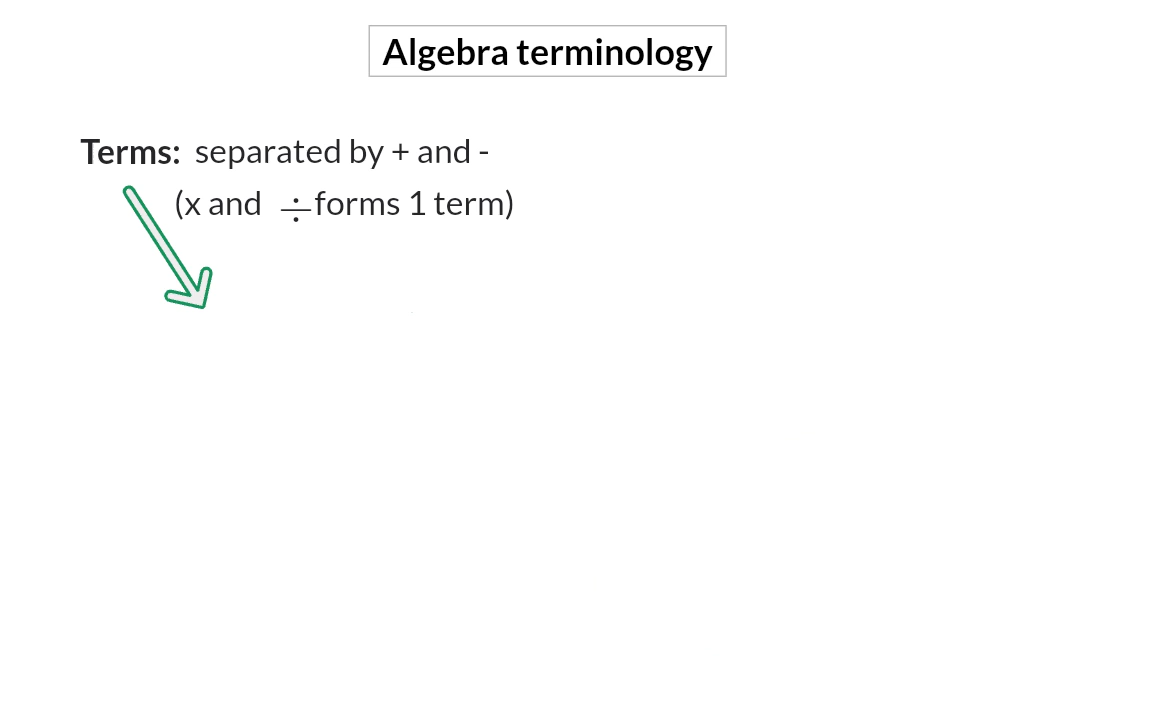 Algebra terminology
Terms: separated by + and -
(x and ÷ forms 1 term)